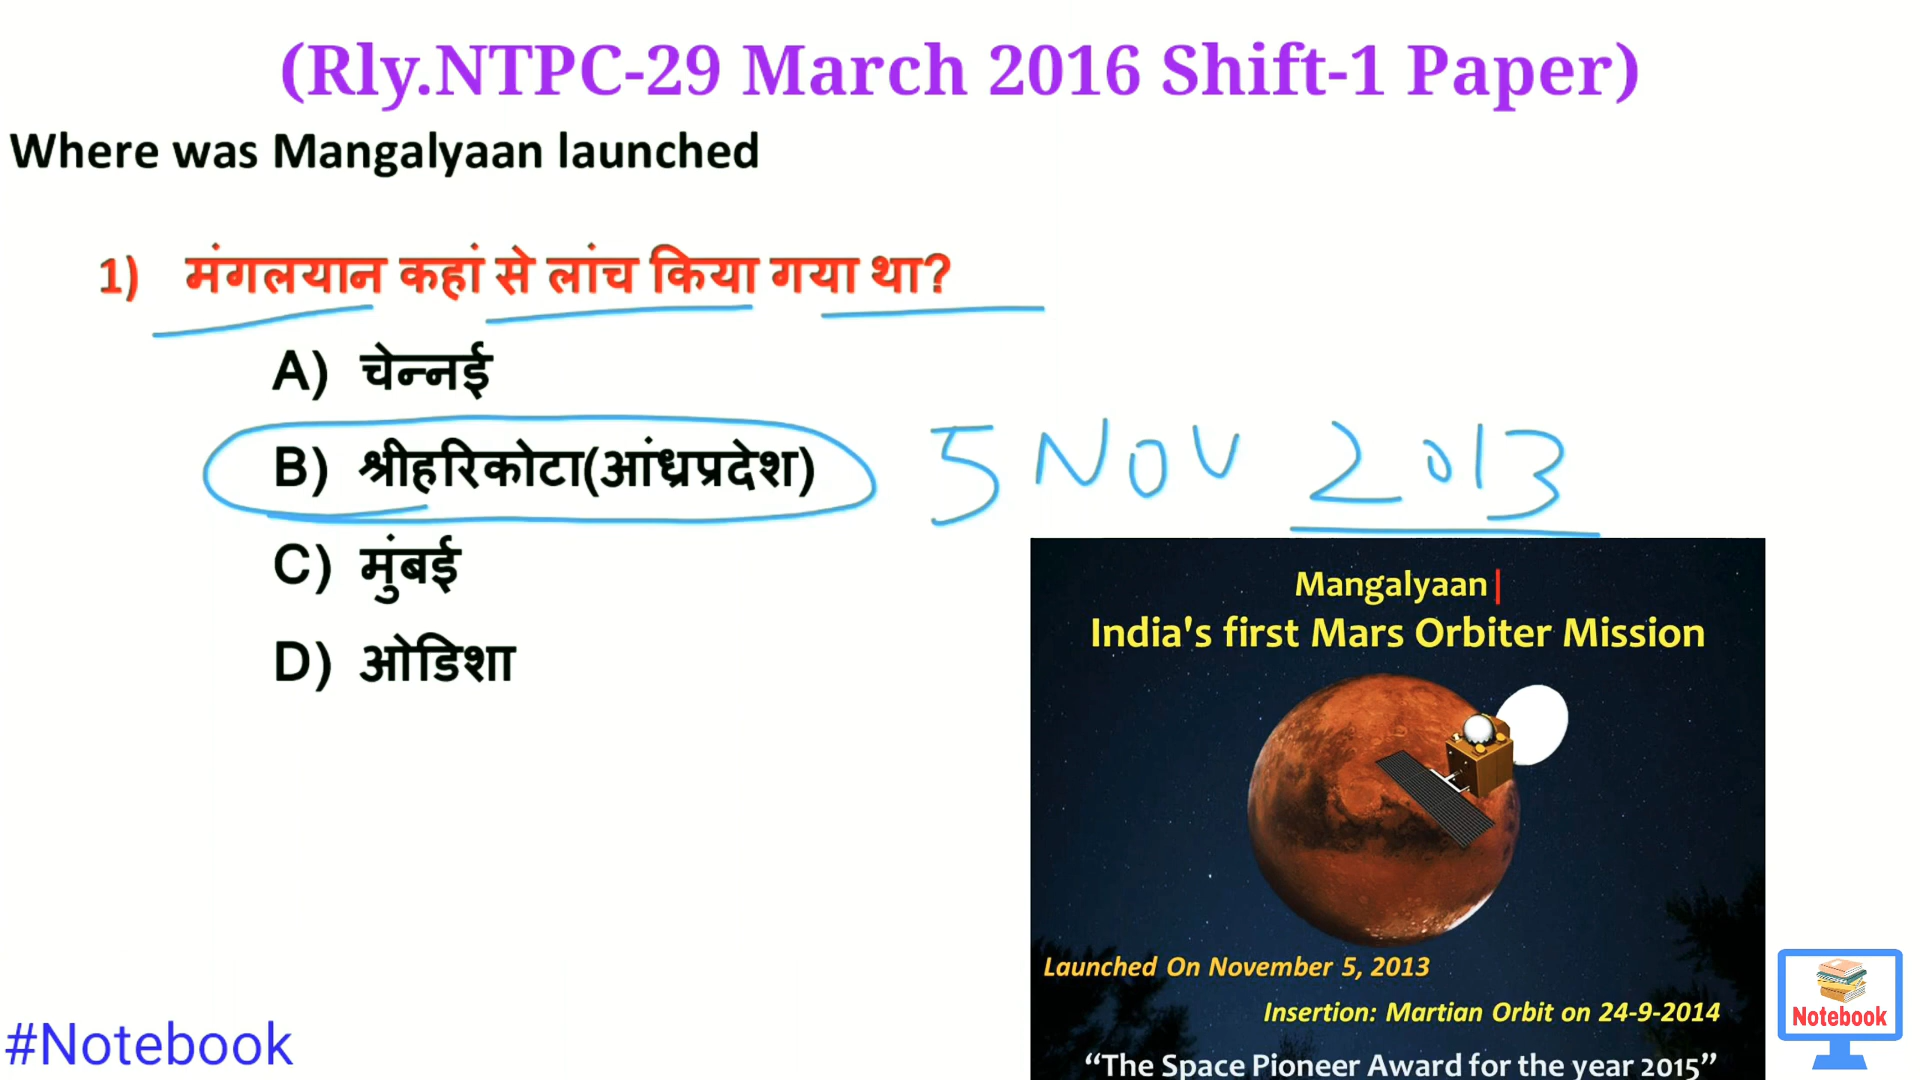 (Rly.NTPC-29 March 2016 Shift-1 Paper)
Where was Mangalyaan launched
1) मंगलयान कहां से लांच किया गया था?
A) चेन्नई
B) श्रीहरिकोटा(आंध्रप्रदेश) 5 NOV 2013
C) मुंबई
D) ओडिशा
Mangalyaan|
India's first Mars Orbiter Mission
Launched On November 5, 2013
Insertion: Martian Orbit on 24-9-2014
“The Space Pioneer Award for the year 2015”
#Notebook
Notebook